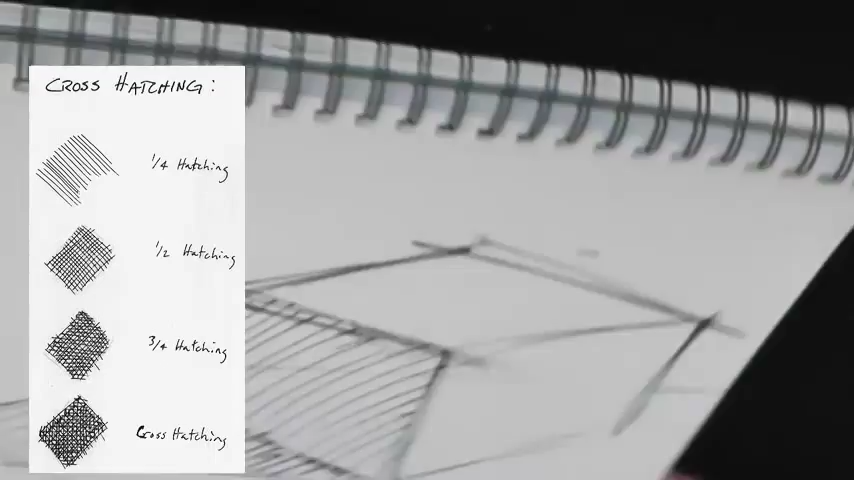 CROSS HATCHING:
1/4 Hatching
1/2 Hatching
3/4 Hatching
Cross Hatching